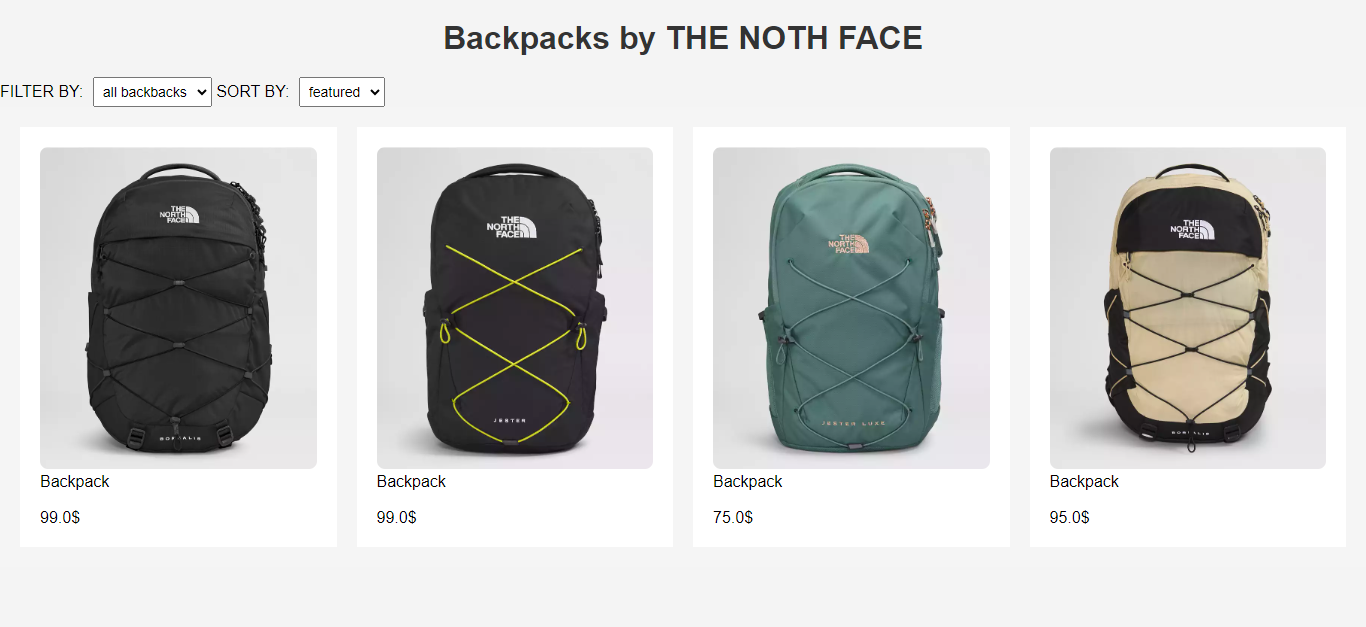 Backpacks by THE NOTH FACE
FILTER BY: all backbacks SORT BY: featured
THE
NORTH
FACE
BOREALIS
THE
NORTH
FACE
JESTER
THE
NORTH
FACE
JESTER LUXE
THE
NORTH
FACE
BOREALIS
Backpack
Backpack
Backpack
Backpack
99.0$
99.0$
75.0$
95.0$